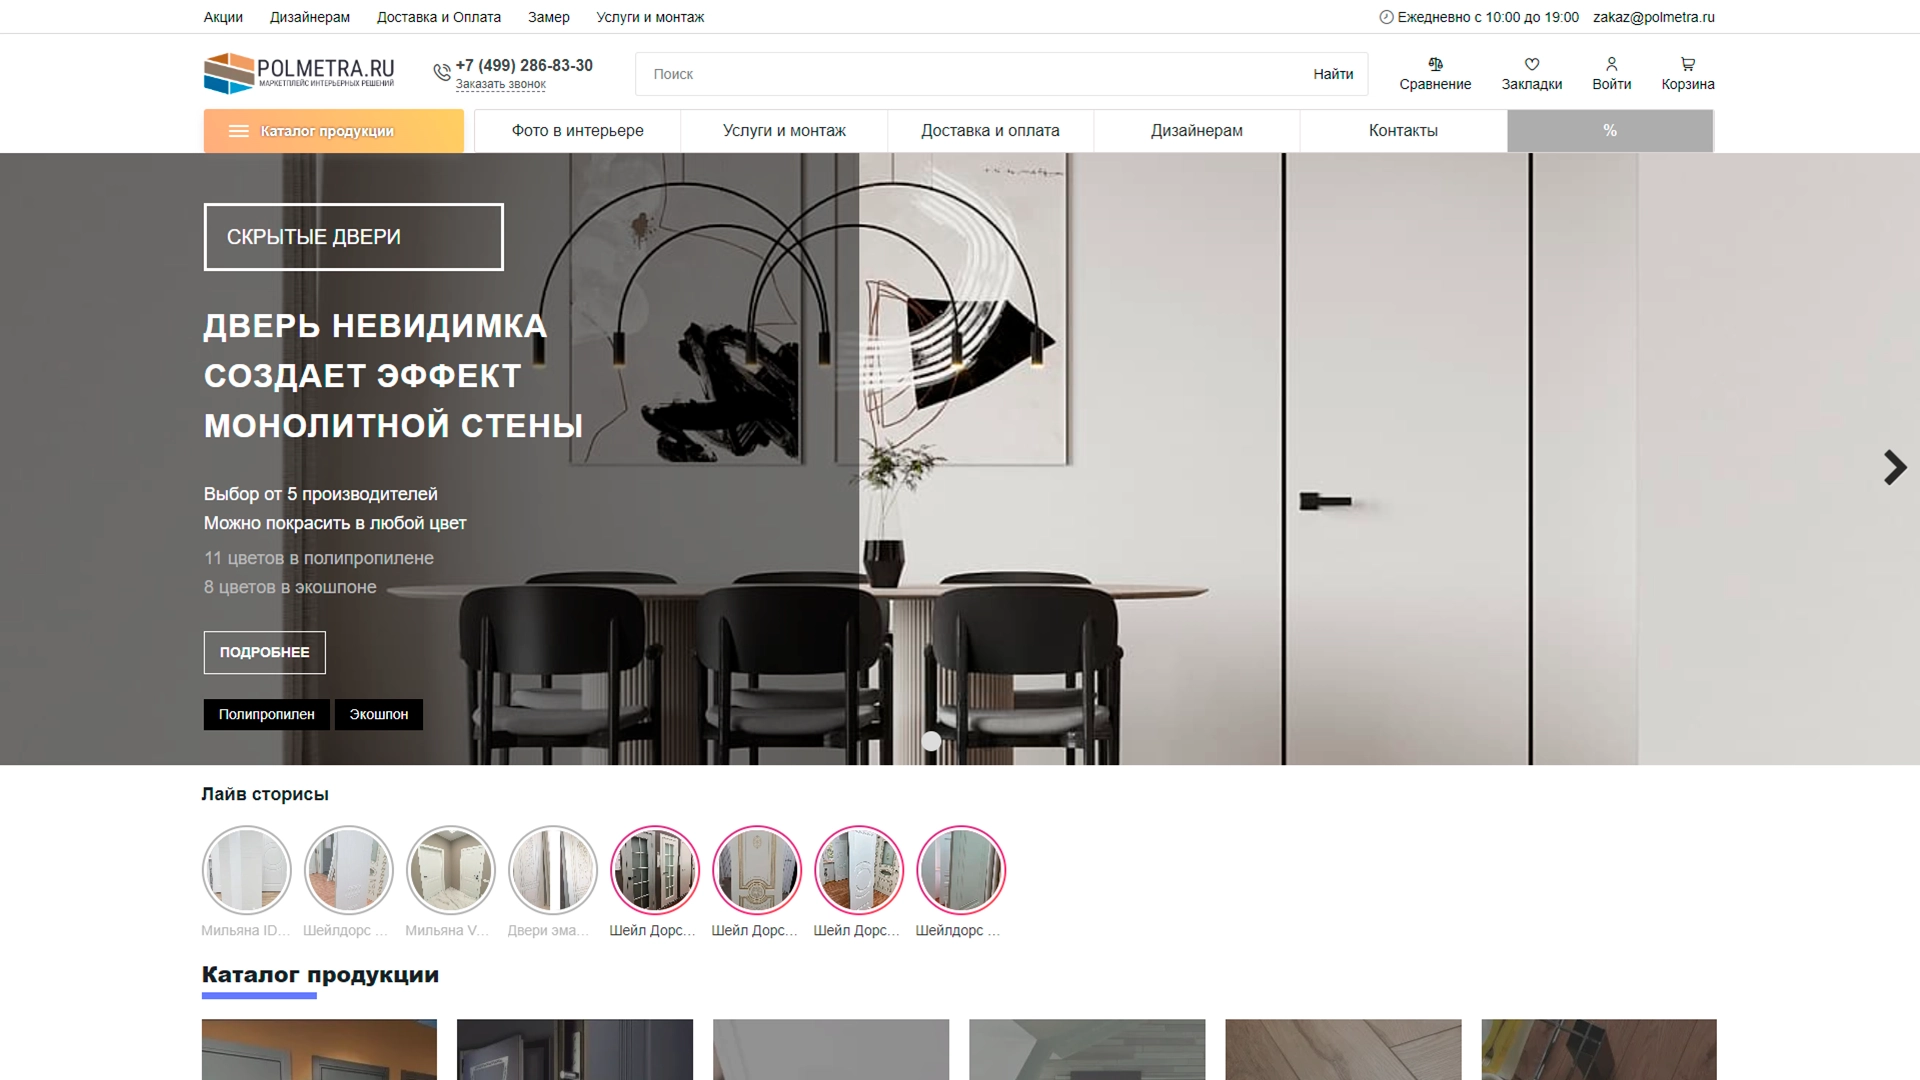 Акции Дизайнерам Доставка и Оплата Замер Услуги и монтаж Ежедневно с 10:00 до 19:00 zakaz@polmetra.ru
POLMETRA.RU
МАРКЕТПЛЕЙС ИНТЕРЬЕРНЫХ РЕШЕНИЙ
+7 (499) 286-83-30
Заказать звонок
Поиск Найти
Сравнение Закладки Войти Корзина
Каталог продукции Фото в интерьере Услуги и монтаж Доставка и оплата Дизайнерам Контакты %
СКРЫТЫЕ ДВЕРИ
ДВЕРЬ НЕВИДИМКА
СОЗДАЕТ ЭФФЕКТ
МОНОЛИТНОЙ СТЕНЫ
Выбор от 5 производителей
Можно покрасить в любой цвет
11 цветов в полипропилене
8 цветов в экошпоне
ПОДРОБНЕЕ
Полипропилен Экошпон
Лайв сторисы
Мильяна ID... Шейлдорс ... Мильяна V... Двери эма... Шейл Дорс... Шейл Дорс... Шейл Дорс... Шейлдорс ...
Каталог продукции